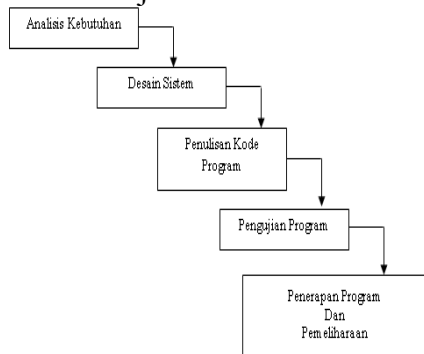 Analisis Kebutuhan
Desain Sistem
Penulisan Kode
Program
Pengujian Program
Penerapan Program
Dan
Pemeliharaan